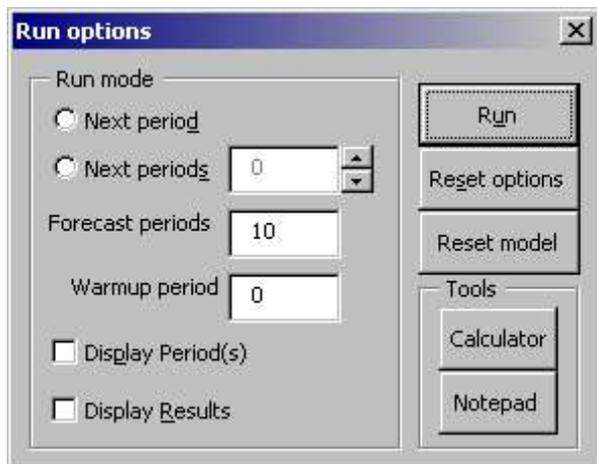 Run options
Run mode
Next period
Next periods 0
Forecast periods 10
Warmup period 0
Display Period(s)
Display Results
Run
Reset options
Reset model
Tools
Calculator
Notepad